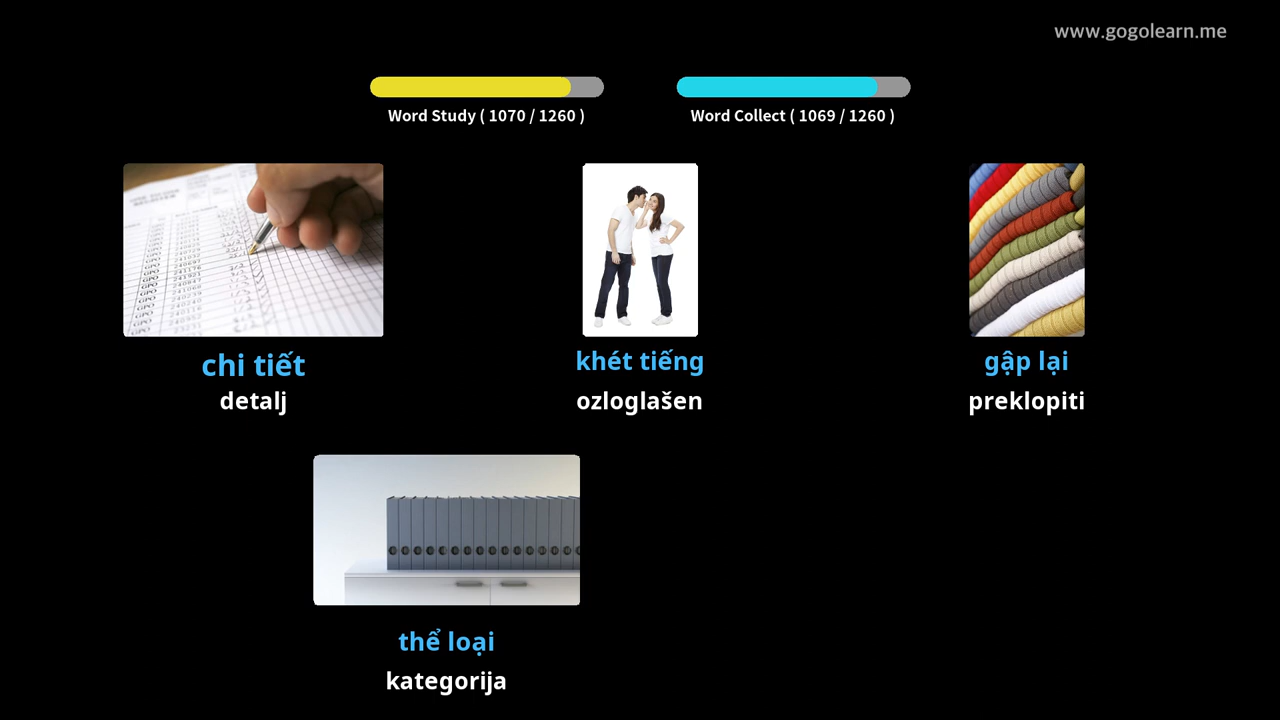 www.gogolearn.me
Word Study ( 1070 / 1260 )
Word Collect ( 1069 / 1260 )
chi tiết
detalj
khét tiếng
ozloglašen
gập lại
preklopiti
thể loại
kategorija